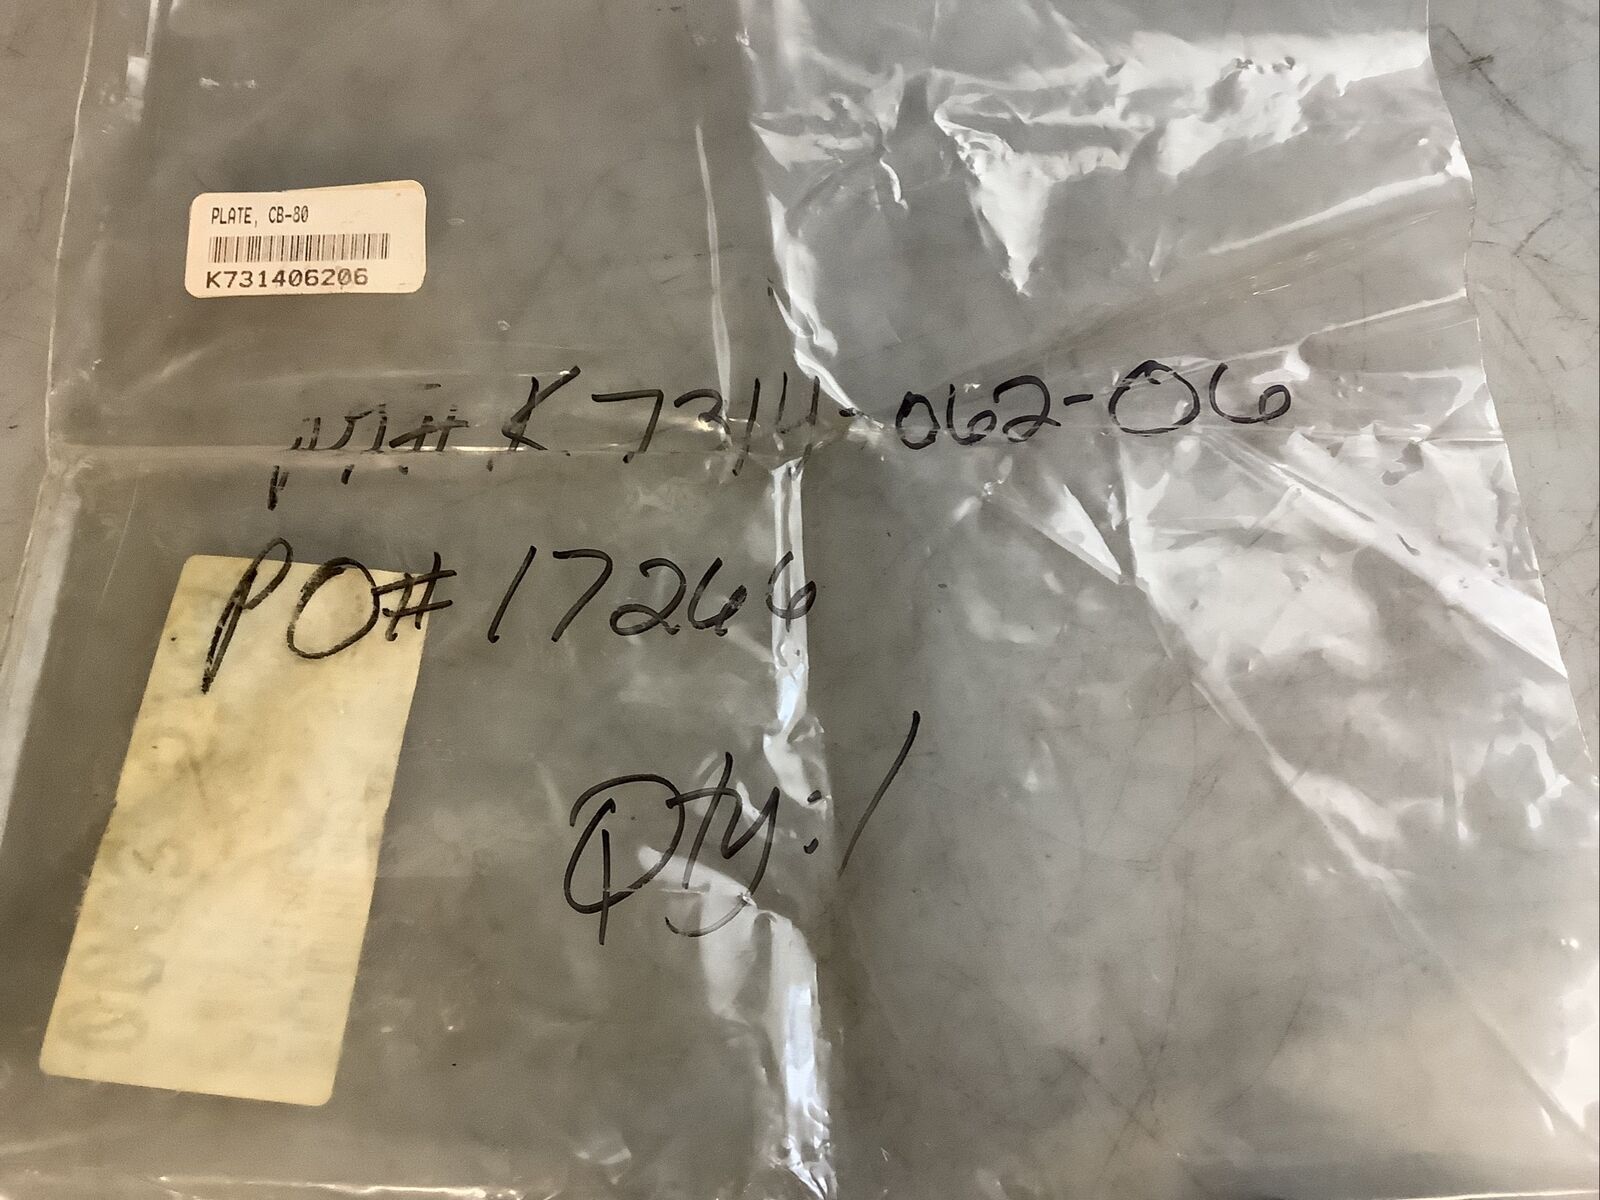 PLATE, CB-80
K731406206
P/N# K7314-062-06
PO# 17266
Qty: 1